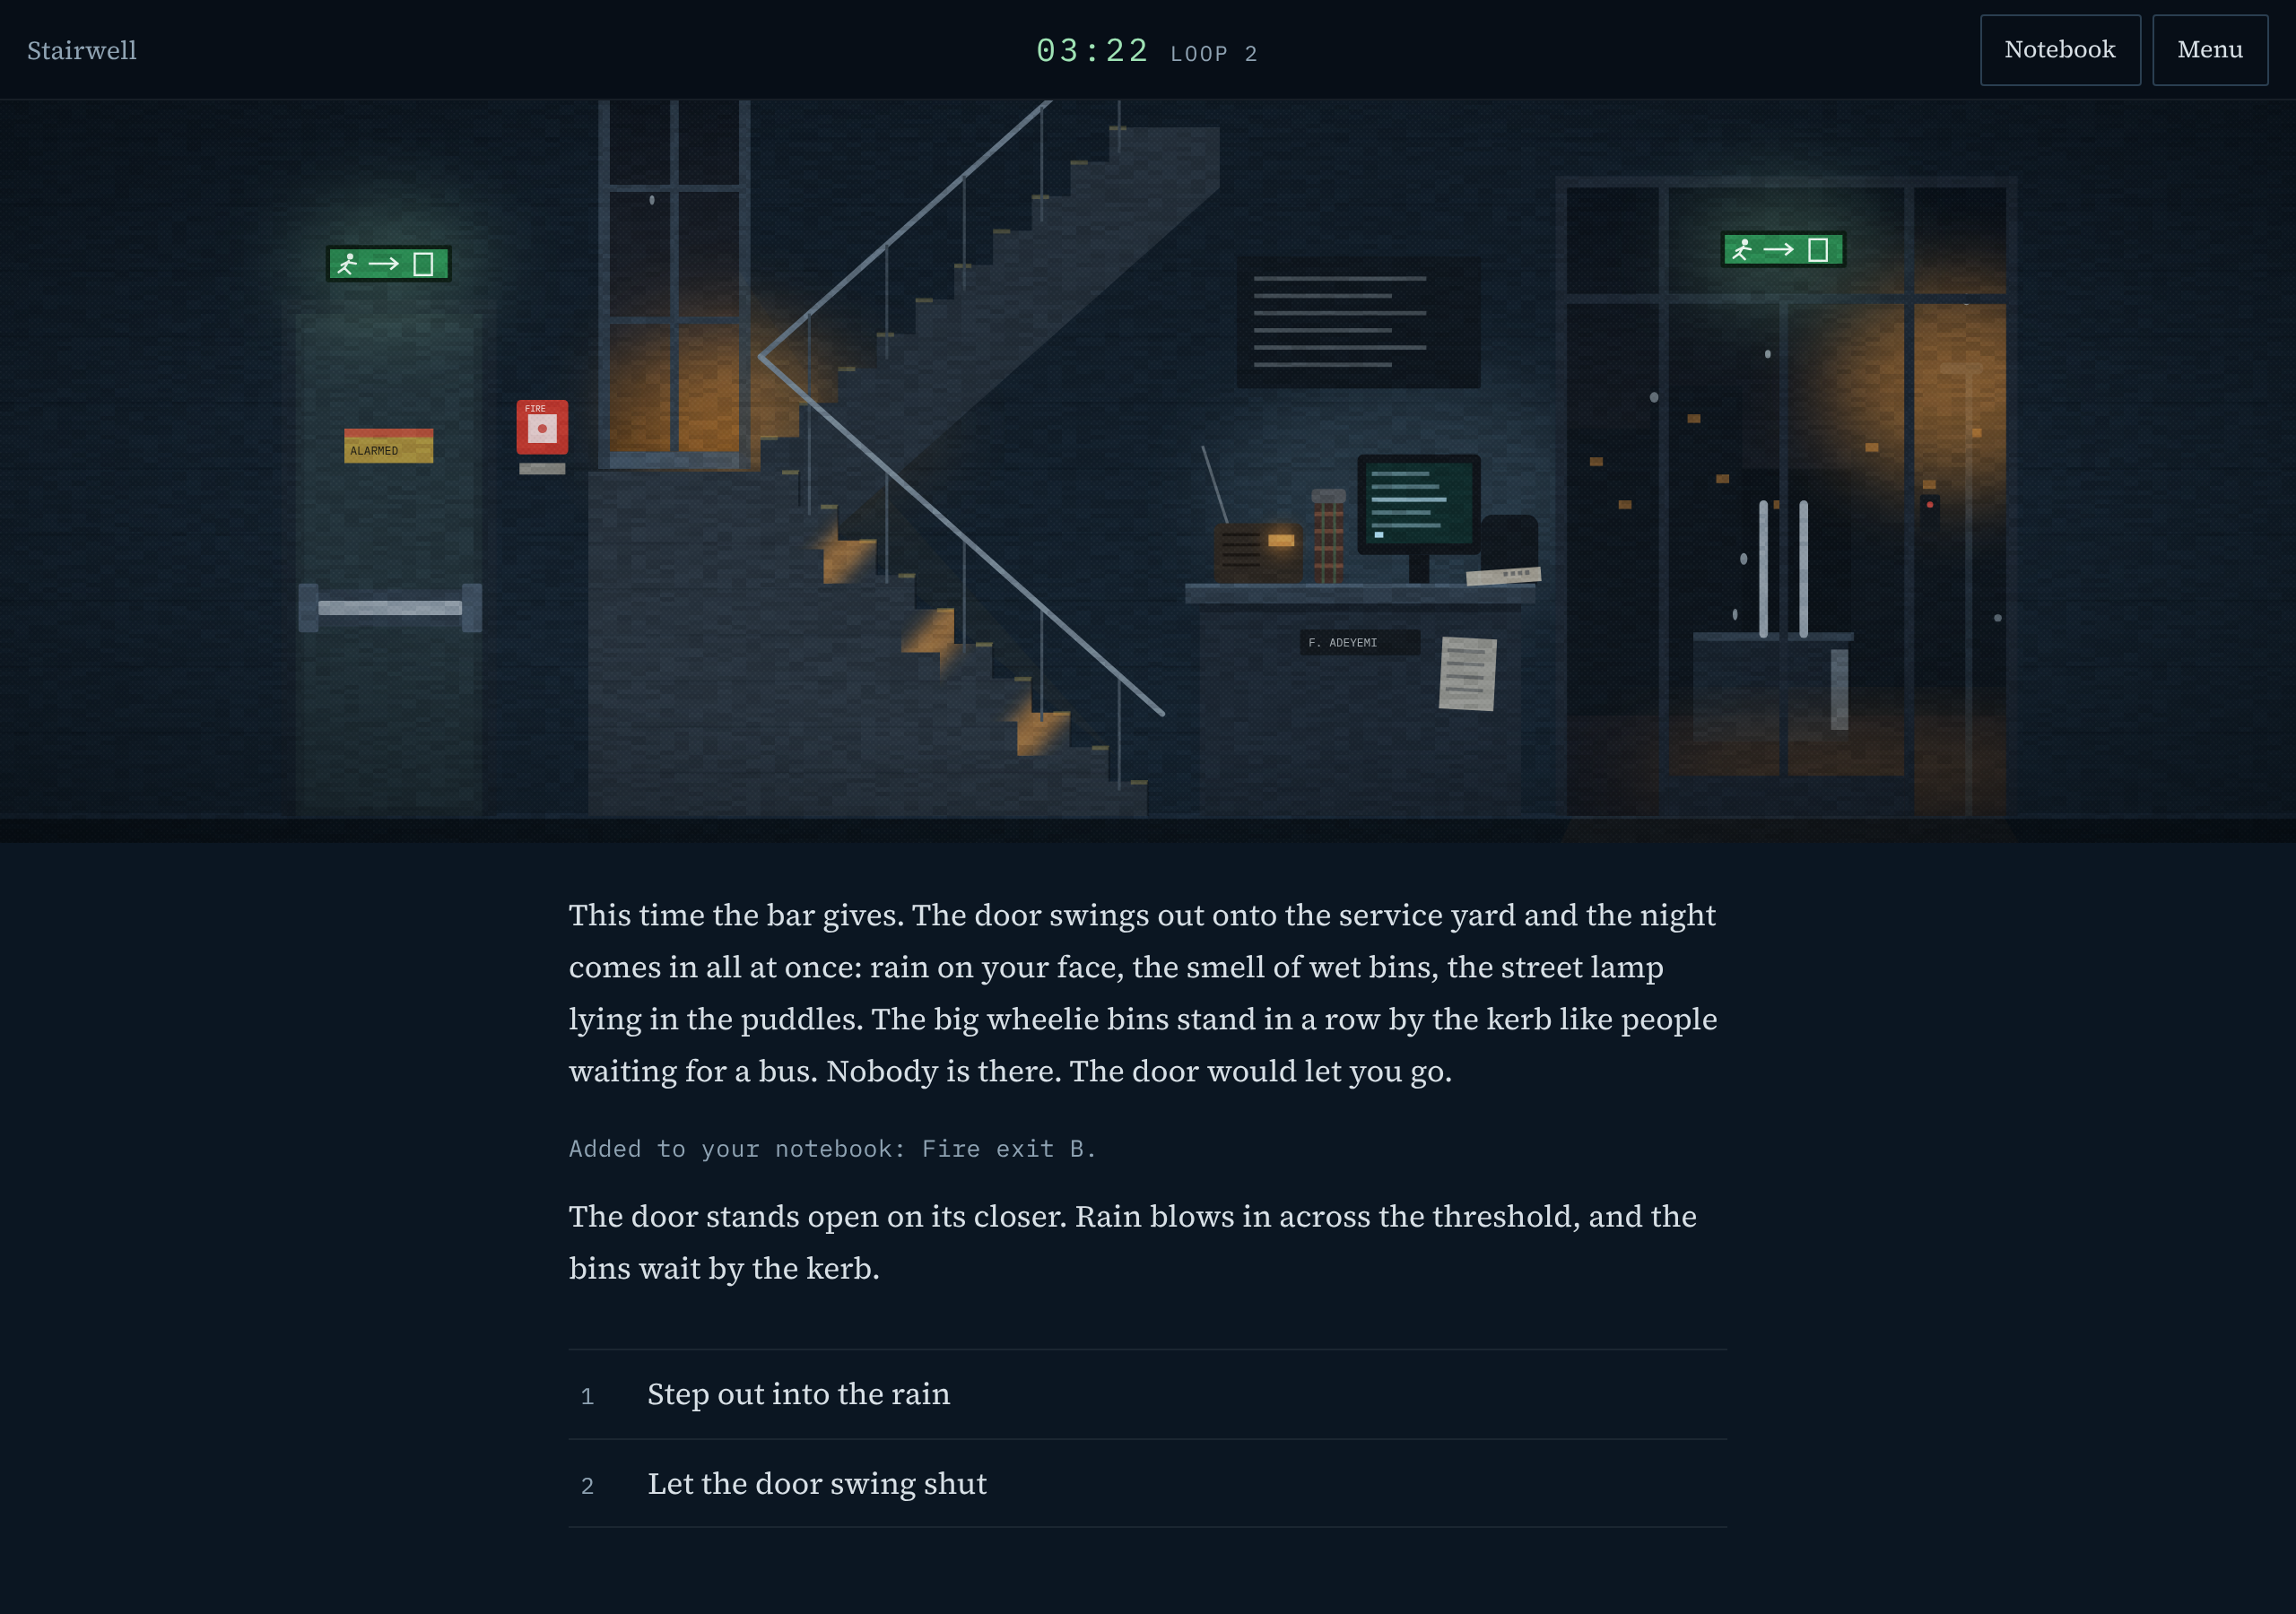 Stairwell
03:22 LOOP 2
Notebook
Menu
FIRE
ALARMED
F. ADEYEMI
This time the bar gives. The door swings out onto the service yard and the night
comes in all at once: rain on your face, the smell of wet bins, the street lamp
lying in the puddles. The big wheelie bins stand in a row by the kerb like people
waiting for a bus. Nobody is there. The door would let you go.
Added to your notebook: Fire exit B.
The door stands open on its closer. Rain blows in across the threshold, and the
bins wait by the kerb.
1 Step out into the rain
2 Let the door swing shut